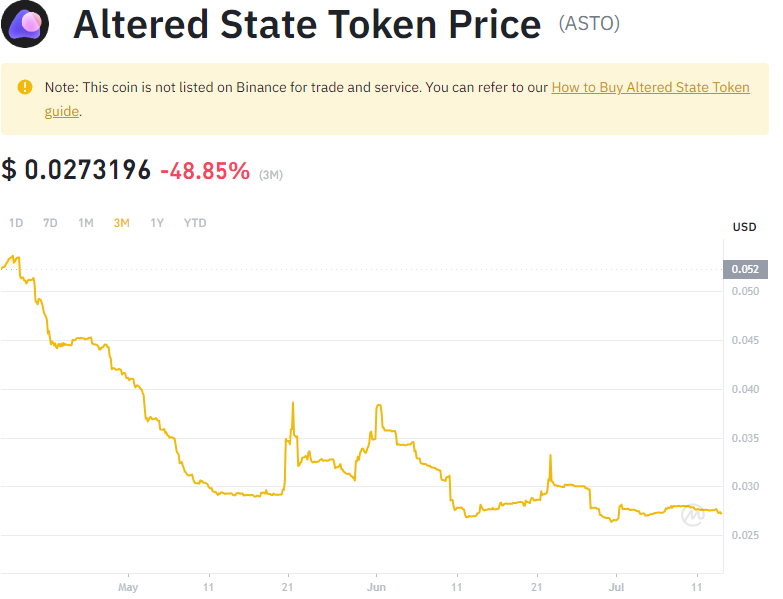 Altered State Token Price (ASTO)
Note: This coin is not listed on Binance for trade and service. You can refer to our How to Buy Altered State Token
guide.
$ 0.0273196 -48.85% (3M)
1D 7D 1M 3M 1Y YTD
USD
0.052
0.050
0.045
0.040
0.035
0.030
0.025
May 11 21 Jun 11 21 Jul 11